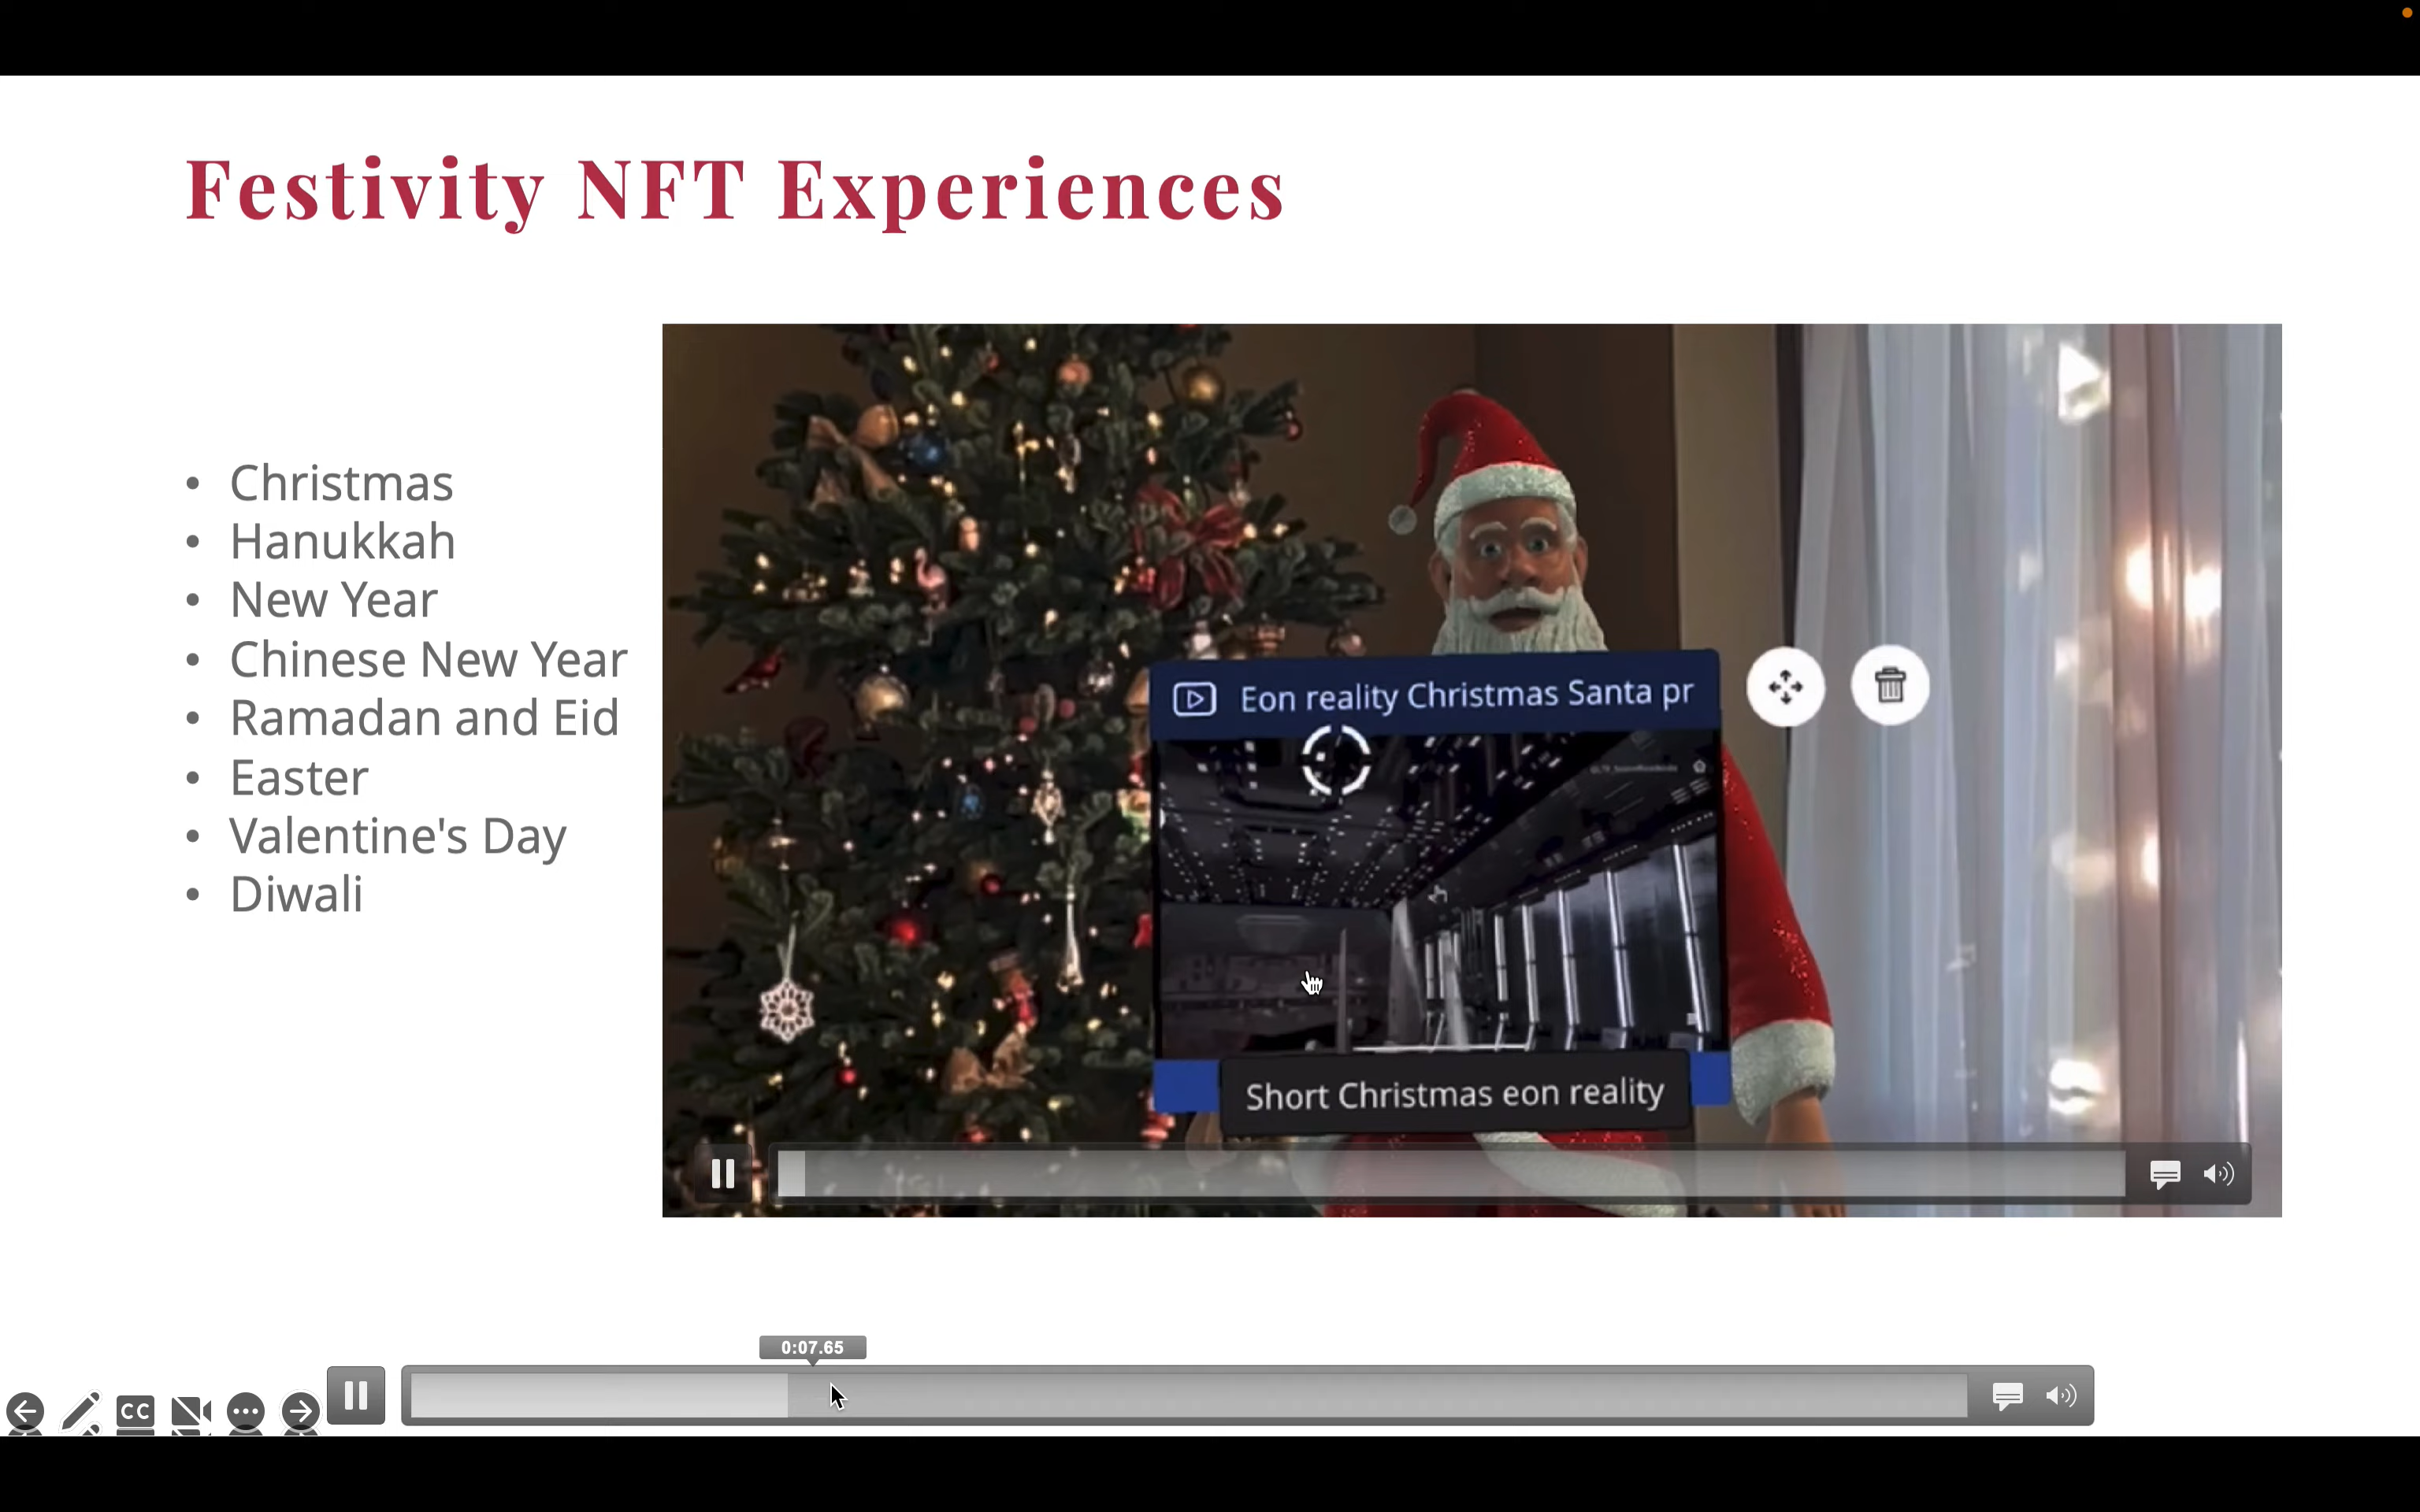 Festivity NFT Experiences
• Christmas
• Hanukkah
• New Year
• Chinese New Year
• Ramadan and Eid
• Easter
• Valentine's Day
• Diwali
Eon reality Christmas Santa pr
Short Christmas eon reality
0:07.65
CC